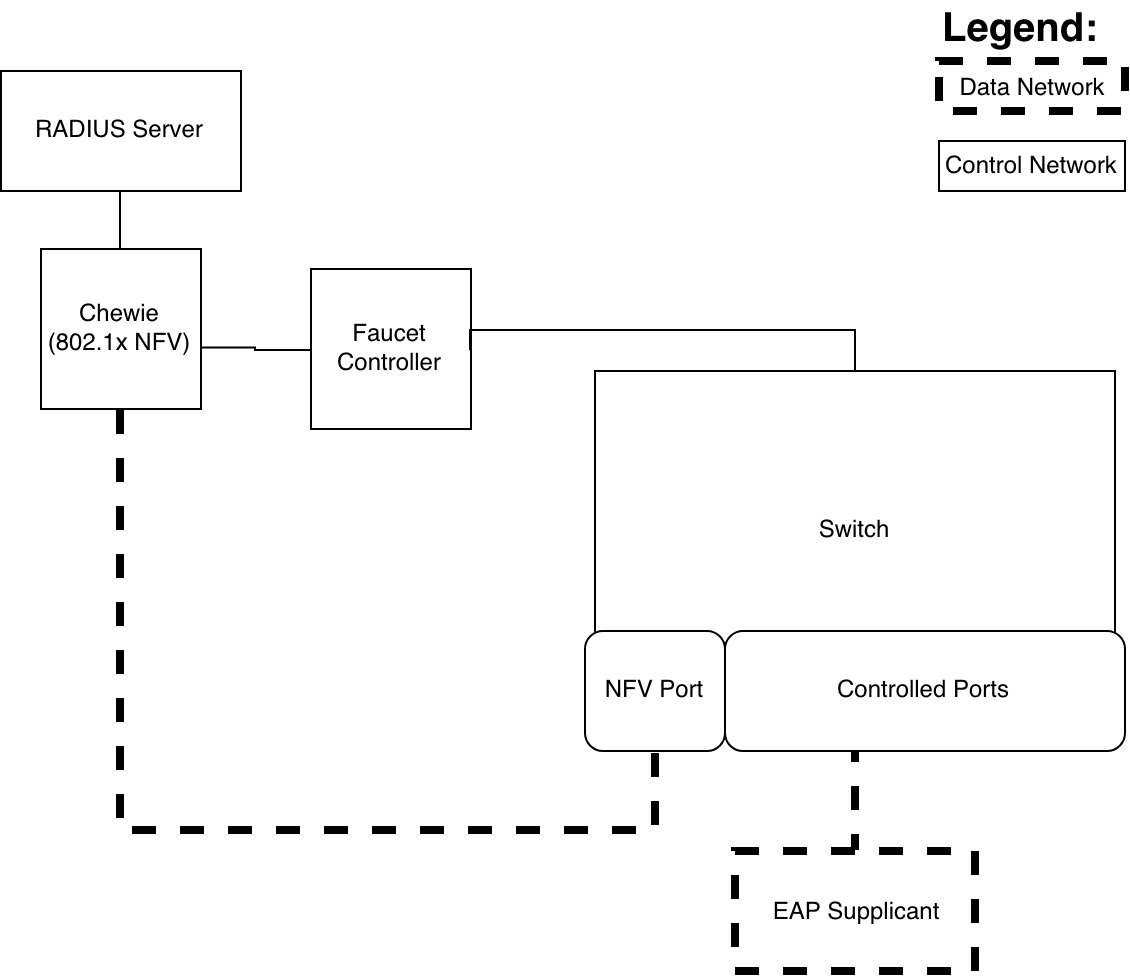 Legend:
Data Network
Control Network
RADIUS Server
Chewie
(802.1x NFV)
Faucet
Controller
Switch
NFV Port
Controlled Ports
EAP Supplicant